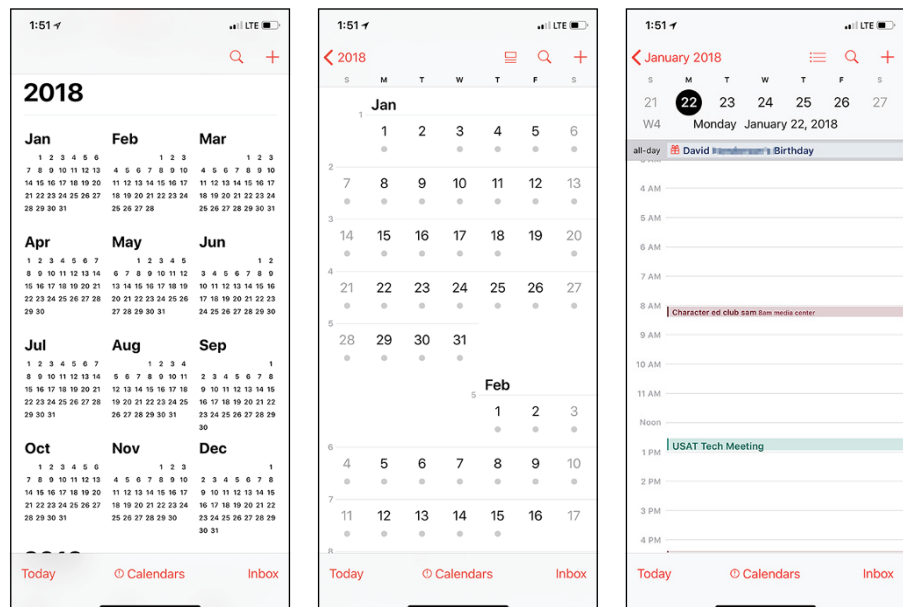 1:51
LTE
2018
Jan Feb Mar
1 2 3 4 5 6 1 2 3 1 2 3
7 8 9 10 11 12 13 4 5 6 7 8 9 10 4 5 6 7 8 9 10
14 15 16 17 18 19 20 11 12 13 14 15 16 17 11 12 13 14 15 16 17
21 22 23 24 25 26 27 18 19 20 21 22 23 24 18 19 20 21 22 23 24
28 29 30 31 25 26 27 28 25 26 27 28 29 30 31
Apr May Jun
1 2 3 4 5 6 7 1 2 3 4 5 1 2
8 9 10 11 12 13 14 6 7 8 9 10 11 12 3 4 5 6 7 8 9
15 16 17 18 19 20 21 13 14 15 16 17 18 19 10 11 12 13 14 15 16
22 23 24 25 26 27 28 20 21 22 23 24 25 26 17 18 19 20 21 22 23
29 30 27 28 29 30 31 24 25 26 27 28 29 30
Jul Aug Sep
1 2 3 4 5 6 7 1 2 3 4 1
8 9 10 11 12 13 14 5 6 7 8 9 10 11 2 3 4 5 6 7 8
15 16 17 18 19 20 21 12 13 14 15 16 17 18 9 10 11 12 13 14 15
22 23 24 25 26 27 28 19 20 21 22 23 24 25 16 17 18 19 20 21 22
29 30 31 26 27 28 29 30 31 23 24 25 26 27 28 29
30
Oct Nov Dec
1 2 3 4 5 6 1 2 3 1
7 8 9 10 11 12 13 4 5 6 7 8 9 10 2 3 4 5 6 7 8
14 15 16 17 18 19 20 11 12 13 14 15 16 17 9 10 11 12 13 14 15
21 22 23 24 25 26 27 18 19 20 21 22 23 24 16 17 18 19 20 21 22
28 29 30 31 25 26 27 28 29 30 23 24 25 26 27 28 29
30 31
Today Calendars Inbox
1:51
LTE
2018
S M T W T F S
Jan
1
1 2 3 4 5 6
2
7 8 9 10 11 12 13
3
14 15 16 17 18 19 20
4
21 22 23 24 25 26 27
5
28 29 30 31
Feb
5
1 2 3
6
4 5 6 7 8 9 10
7
11 12 13 14 15 16 17
8
Today Calendars Inbox
1:51
LTE
January 2018
S M T W T F S
21 22 23 24 25 26 27
W4 Monday January 22, 2018
all-day David Birthday
4 AM
5 AM
6 AM
7 AM
8 AM
Character ed club sam 8am media center
9 AM
10 AM
11 AM
Noon
USAT Tech Meeting
1 PM
2 PM
3 PM
4 PM
Today Calendars Inbox